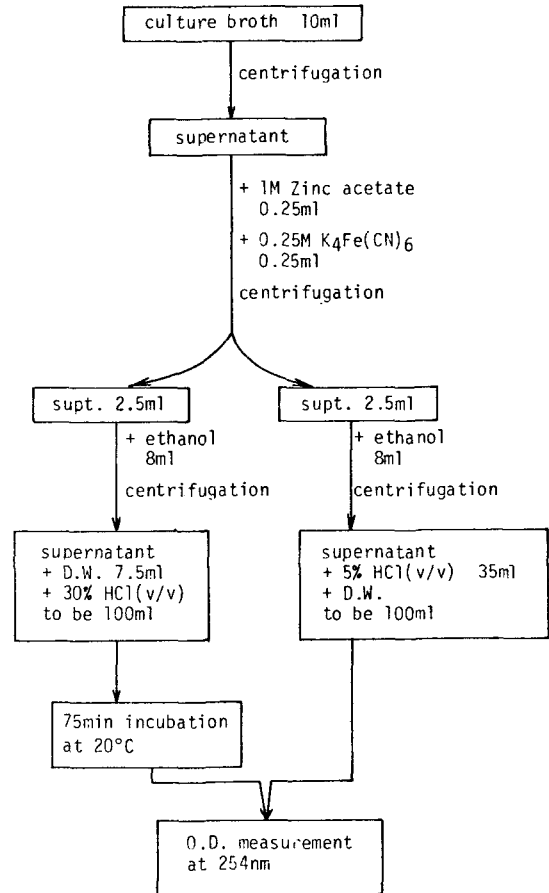 culture broth 10ml
centrifugation
supernatant
+ 1M Zinc acetate
0.25ml
+ 0.25M K4Fe(CN)6
0.25ml
centrifugation
supt. 2.5ml
+ ethanol
8ml
centrifugation
supernatant
+ D.W. 7.5ml
+ 30% HCl(v/v)
to be 100ml
75min incubation
at 20°C
supt. 2.5ml
+ ethanol
8ml
centrifugation
supernatant
+ 5% HCl(v/v) 35ml
+ D.W.
to be 100ml
O.D. measurement
at 254nm